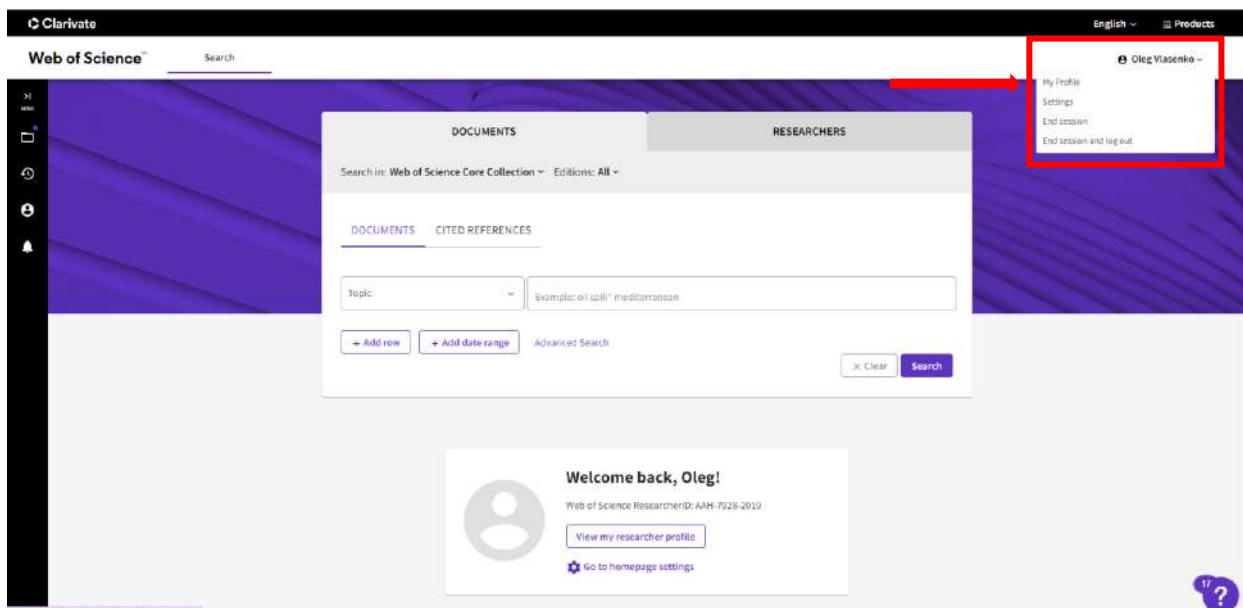 Clarivate
English
Products
Web of Science™
Search
Oleg Vlasenko
My Profile
Settings
End session
End session and log out
MENU
DOCUMENTS
RESEARCHERS
Search in: Web of Science Core Collection Editions: All
DOCUMENTS
CITED REFERENCES
Topic
Example: oil spill* mediterranean
+ Add row
+ Add date range
Advanced Search
× Clear
Search
Welcome back, Oleg!
Web of Science ResearcherID: AAH-7928-2019
View my researcher profile
Go to homepage settings
17
?